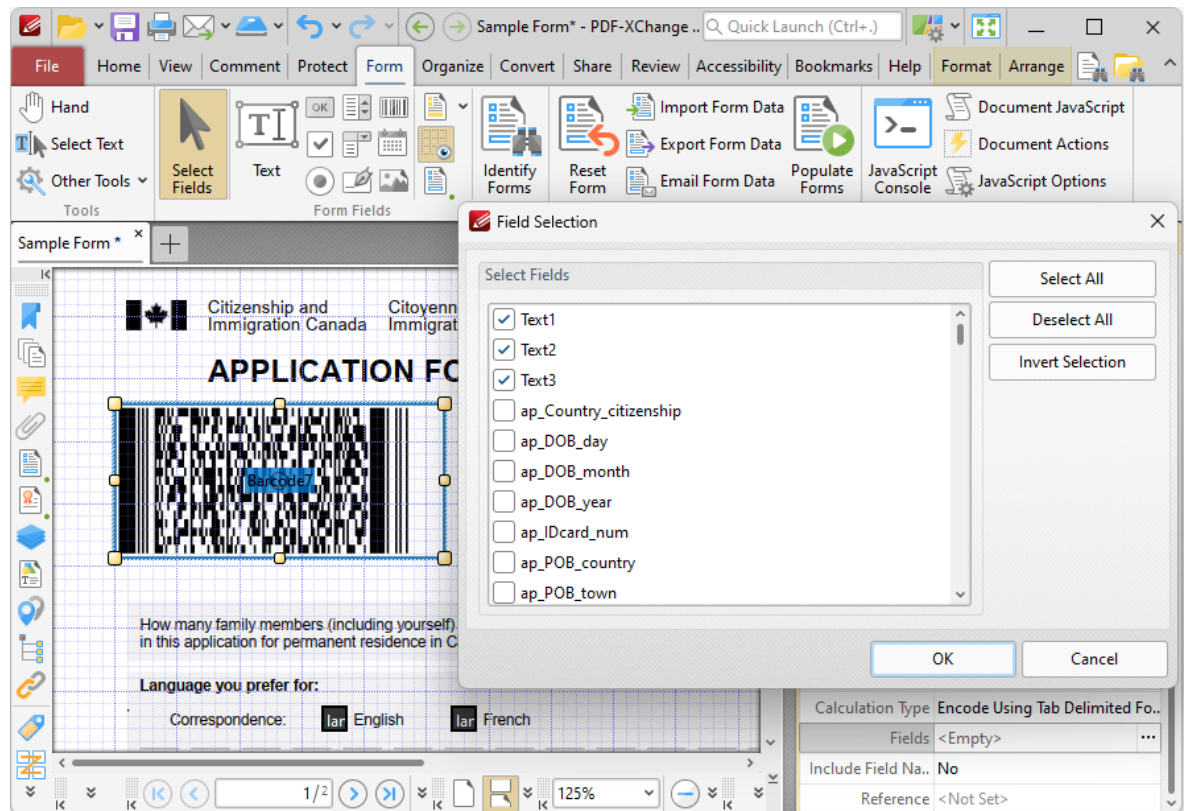 Sample Form* - PDF-XChange .. Quick Launch (Ctrl+.)
File Home View Comment Protect Form Organize Convert Share Review Accessibility Bookmarks Help Format Arrange
Hand
Select Text
Other Tools
Tools
Select Fields
Text
OK
Form Fields
Identify Forms
Reset Form
Import Form Data
Export Form Data
Email Form Data
Populate Forms
JavaScript Console
Document JavaScript
Document Actions
JavaScript Options
Sample Form *
Field Selection
Select Fields
Text1
Text2
Text3
ap_Country_citizenship
ap_DOB_day
ap_DOB_month
ap_DOB_year
ap_IDcard_num
ap_POB_country
ap_POB_town
Select All
Deselect All
Invert Selection
OK
Cancel
Citizenship and
Immigration Canada
Citoyenn
Immigrat
APPLICATION FO
Barcode7
How many family members (including yourself)
in this application for permanent residence in C
Language you prefer for:
Correspondence: lar English lar French
Calculation Type Encode Using Tab Delimited Fo..
Fields <Empty> ...
Include Field Na.. No
Reference <Not Set>
1/2
125%